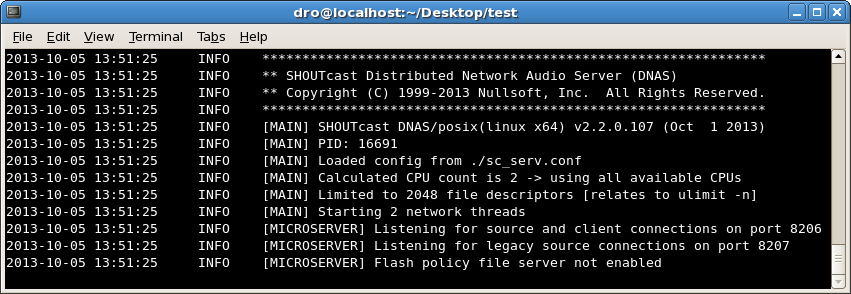 dro@localhost:~/Desktop/test
File Edit View Terminal Tabs Help
2013-10-05 13:51:25 INFO ***************************************************************
2013-10-05 13:51:25 INFO ** SHOUTcast Distributed Network Audio Server (DNAS)
2013-10-05 13:51:25 INFO ** Copyright (C) 1999-2013 Nullsoft, Inc.  All Rights Reserved.
2013-10-05 13:51:25 INFO ***************************************************************
2013-10-05 13:51:25 INFO [MAIN] SHOUTcast DNAS/posix(linux x64) v2.2.0.107 (Oct  1 2013)
2013-10-05 13:51:25 INFO [MAIN] PID: 16691
2013-10-05 13:51:25 INFO [MAIN] Loaded config from ./sc_serv.conf
2013-10-05 13:51:25 INFO [MAIN] Calculated CPU count is 2 -> using all available CPUs
2013-10-05 13:51:25 INFO [MAIN] Limited to 2048 file descriptors [relates to ulimit -n]
2013-10-05 13:51:25 INFO [MAIN] Starting 2 network threads
2013-10-05 13:51:25 INFO [MICROSERVER] Listening for source and client connections on port 8206
2013-10-05 13:51:25 INFO [MICROSERVER] Listening for legacy source connections on port 8207
2013-10-05 13:51:25 INFO [MICROSERVER] Flash policy file server not enabled